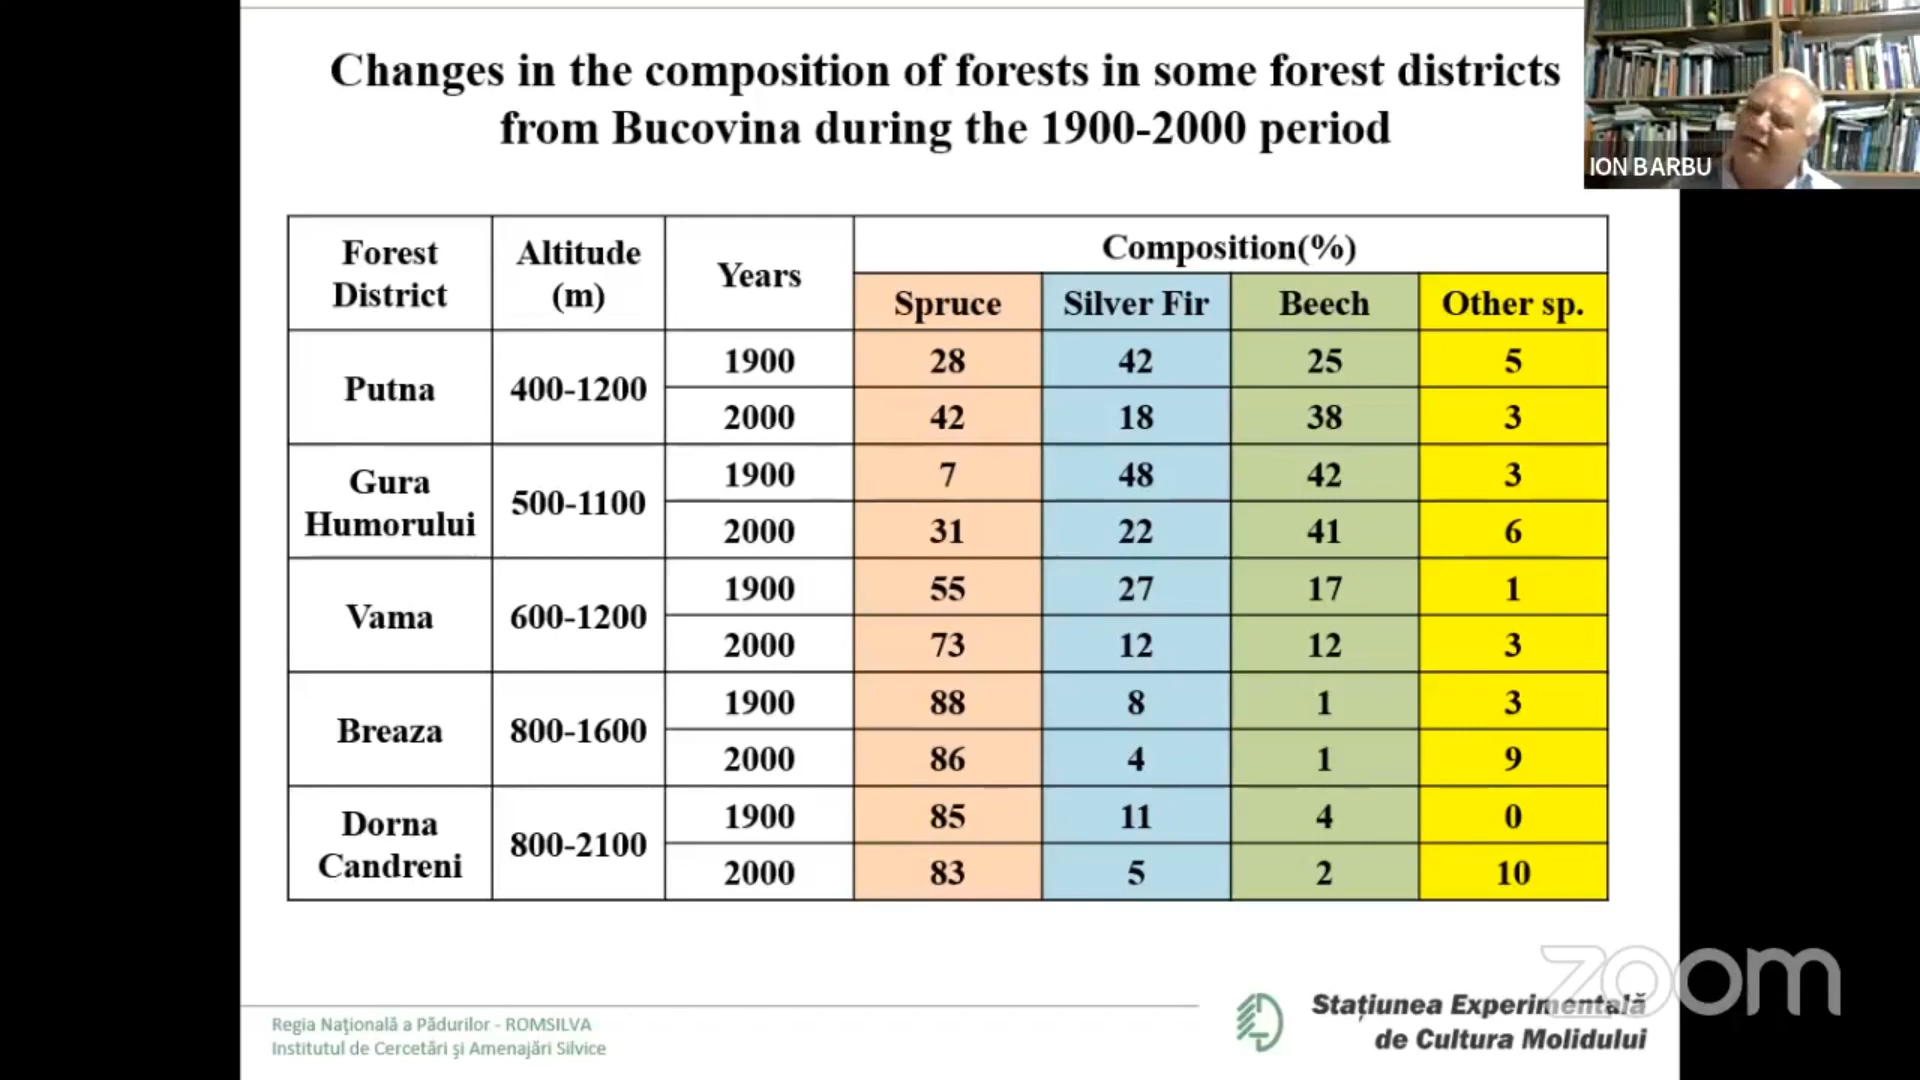 Changes in the composition of forests in some forest districts
from Bucovina during the 1900-2000 period
ION BARBU
Forest District Altitude (m) Years Composition(%)
Spruce Silver Fir Beech Other sp.
Putna 400-1200 1900 28 42 25 5
2000 42 18 38 3
Gura Humorului 500-1100 1900 7 48 42 3
2000 31 22 41 6
Vama 600-1200 1900 55 27 17 1
2000 73 12 12 3
Breaza 800-1600 1900 88 8 1 3
2000 86 4 1 9
Dorna Candreni 800-2100 1900 85 11 4 0
2000 83 5 2 10
zoom
Regia Naţională a Pădurilor - ROMSILVA
Institutul de Cercetări şi Amenajări Silvice
Staţiunea Experimentală
de Cultura Molidului